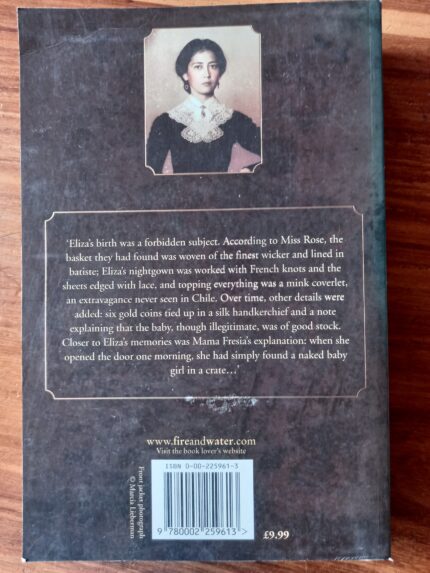 ‘Eliza’s birth was a forbidden subject. According to Miss Rose, the
basket they had found was woven of the finest wicker and lined in
batiste; Eliza’s nightgown was worked with French knots and the
sheets edged with lace, and topping everything was a mink coverlet,
an extravagance never seen in Chile. Over time, other details were
added: six gold coins tied up in a silk handkerchief and a note
explaining that the baby, though illegitimate, was of good stock.
Closer to Eliza’s memories was Mama Fresia’s explanation: when she
opened the door one morning, she had simply found a naked baby
girl in a crate…’
www.fireandwater.com
Visit the book lover’s website
Front jacket photograph
© Marcia Lieberman
ISBN 0-00-225961-3
9 780002 259613 >
£9.99